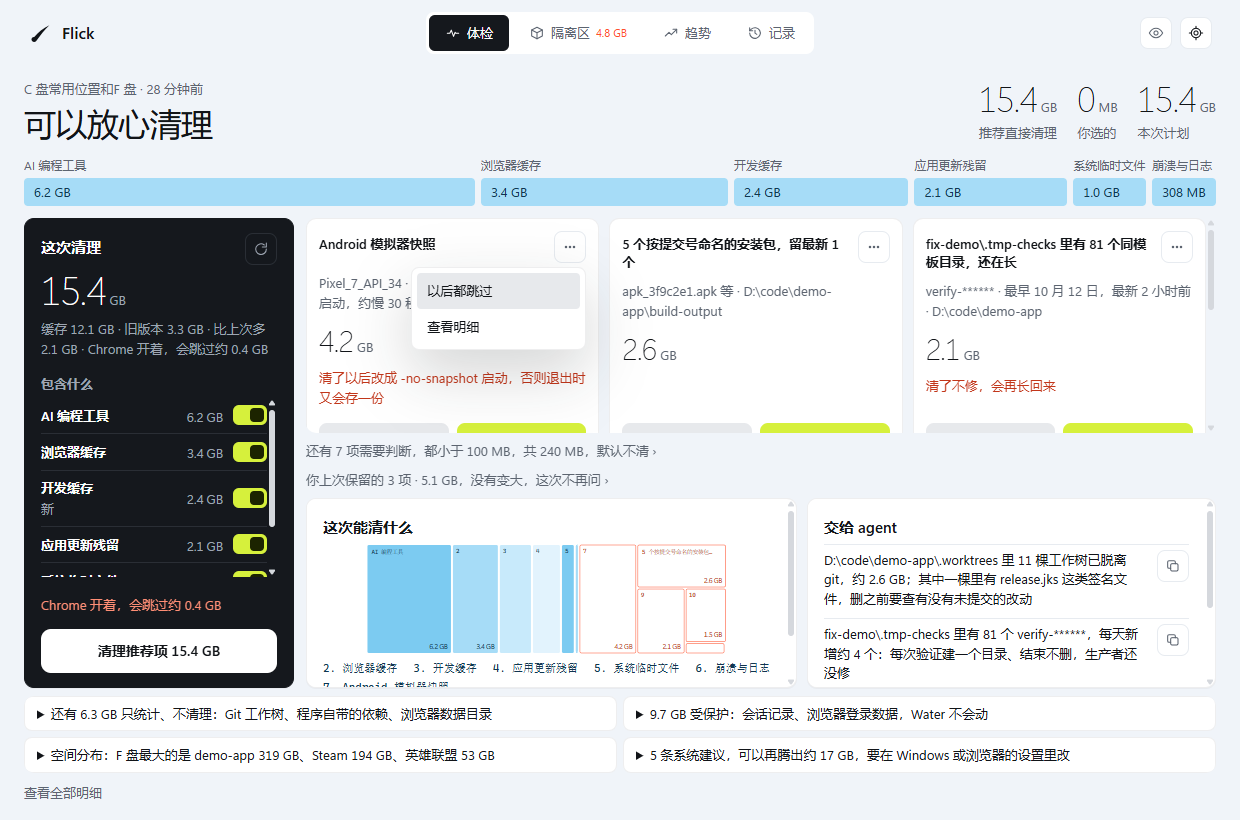 Flick
体检
隔离区 4.8 GB
趋势
记录
C 盘常用位置和F 盘 · 28 分钟前
可以放心清理
15.4 GB
推荐直接清理
0 MB
你选的
15.4 GB
本次计划
AI 编程工具
浏览器缓存
开发缓存
应用更新残留
系统临时文件
崩溃与日志
6.2 GB
3.4 GB
2.4 GB
2.1 GB
1.0 GB
308 MB
这次清理
15.4 GB
缓存 12.1 GB · 旧版本 3.3 GB · 比上次多
2.1 GB · Chrome 开着，会跳过约 0.4 GB
包含什么
AI 编程工具 6.2 GB
浏览器缓存 3.4 GB
开发缓存
新
2.4 GB
应用更新残留 2.1 GB
Chrome 开着，会跳过约 0.4 GB
清理推荐项 15.4 GB
Android 模拟器快照
Pixel_7_API_34 ·
启动，约慢 30
以后都跳过
查看明细
4.2 GB
清了以后改成 -no-snapshot 启动，否则退出时
又会存一份
5 个按提交号命名的安装包，留最新 1
个
apk_3f9c2e1.apk 等 · D:\code\demo-
app\build-output
2.6 GB
fix-demo\.tmp-checks 里有 81 个同模
板目录，还在长
verify-****** · 最早 10 月 12 日，最新 2 小时前
· D:\code\demo-app
2.1 GB
清了不修，会再长回来
还有 7 项需要判断，都小于 100 MB，共 240 MB，默认不清 ›
你上次保留的 3 项 · 5.1 GB，没有变大，这次不再问 ›
这次能清什么
AI 编程工具
2
3
4
5
7
5 个按提交号命名的安装包…
2.6 GB
9
10
1.5 GB
6.2 GB
3.4 GB
4.2 GB
2.1 GB
2. 浏览器缓存 3. 开发缓存 4. 应用更新残留 5. 系统临时文件 6. 崩溃与日志
7. Android 模拟器快照
交给 agent
D:\code\demo-app\.worktrees 里 11 棵工作树已脱离
git，约 2.6 GB；其中一棵里有 release.jks 这类签名文
件，删之前要查有没有未提交的改动
fix-demo\.tmp-checks 里有 81 个 verify-******，每天新
增约 4 个：每次验证建一个目录、结束不删，生产者还
没修
还有 6.3 GB 只统计、不清理：Git 工作树、程序自带的依赖、浏览器数据目录
9.7 GB 受保护：会话记录、浏览器登录数据，Water 不会动
空间分布：F 盘最大的是 demo-app 319 GB、Steam 194 GB、英雄联盟 53 GB
5 条系统建议，可以再腾出约 17 GB，要在 Windows 或浏览器的设置里改
查看全部明细